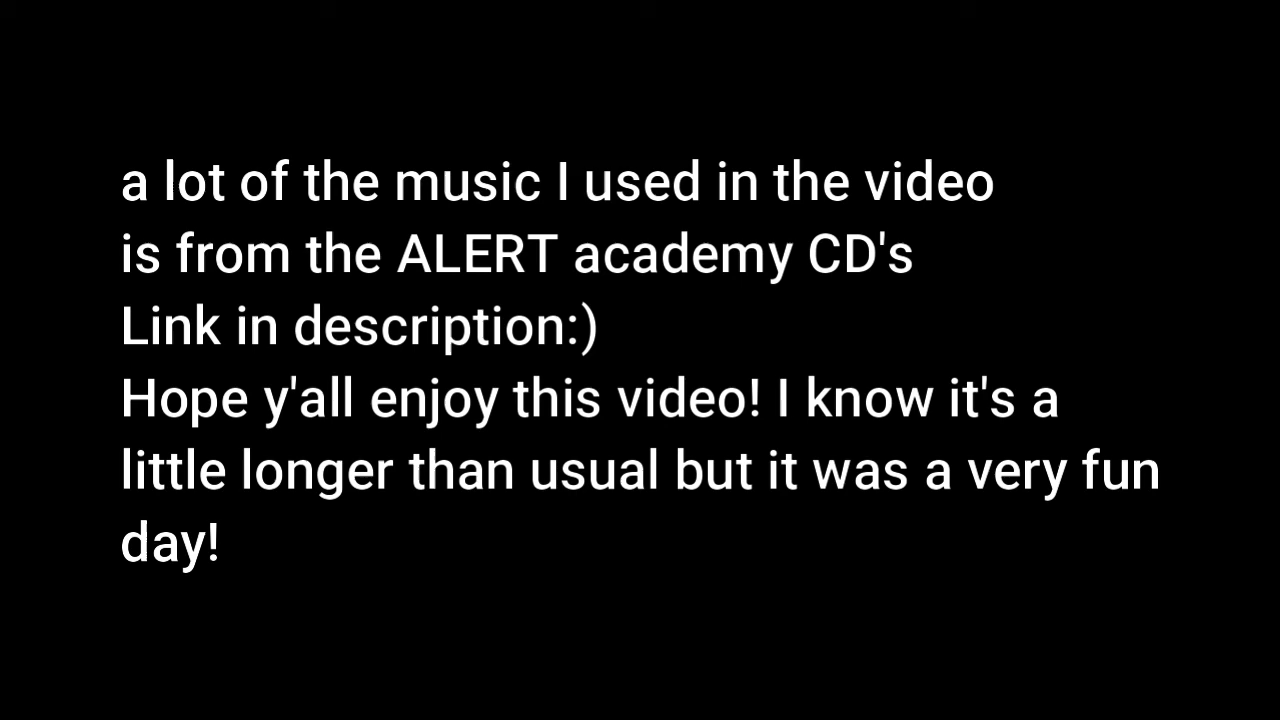 a lot of the music I used in the video
is from the ALERT academy CD's
Link in description:)
Hope y'all enjoy this video! I know it's a
little longer than usual but it was a very fun
day!